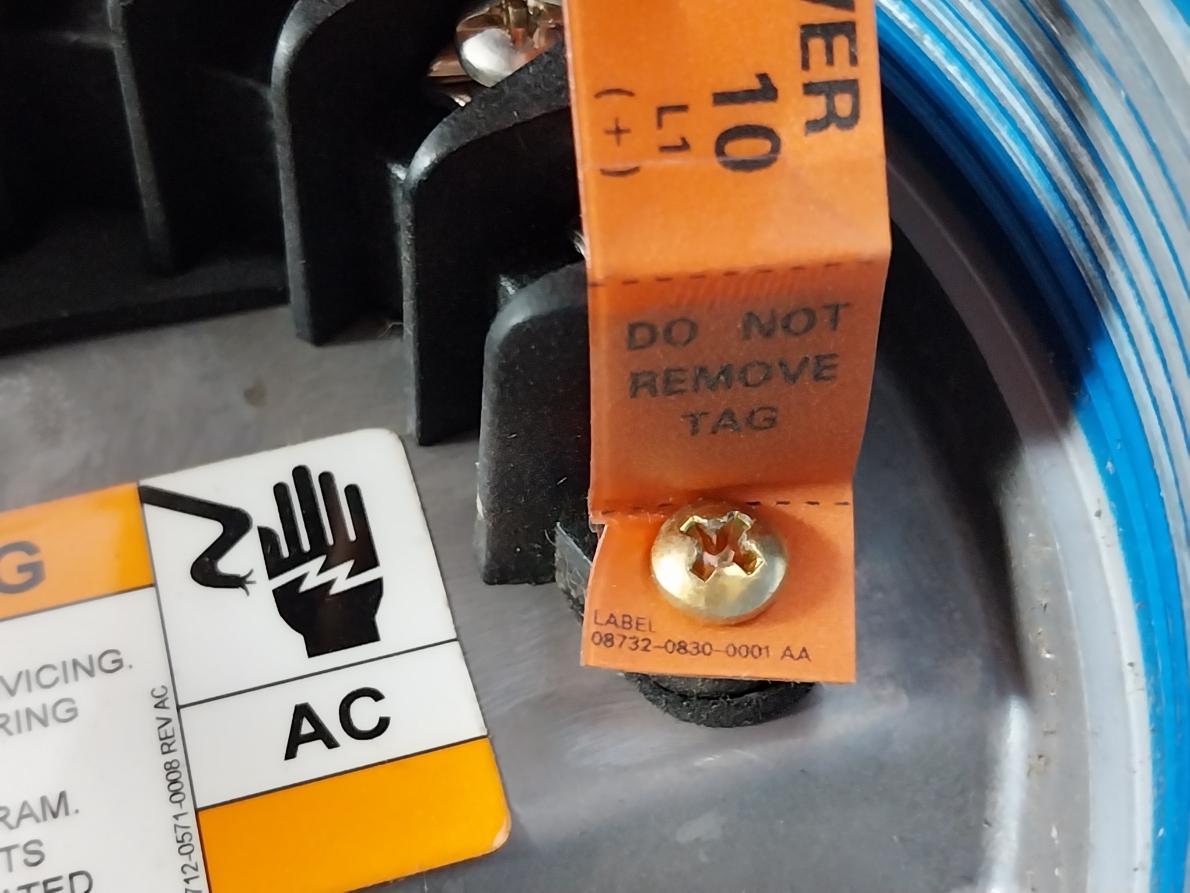 VER
10
L1
(+)
DO NOT
REMOVE
TAG
LABEL
08732-0830-0001 AA
G
VICING.
RING
RAM.
TS
ATED
AC
712-0571-0008 REV AC